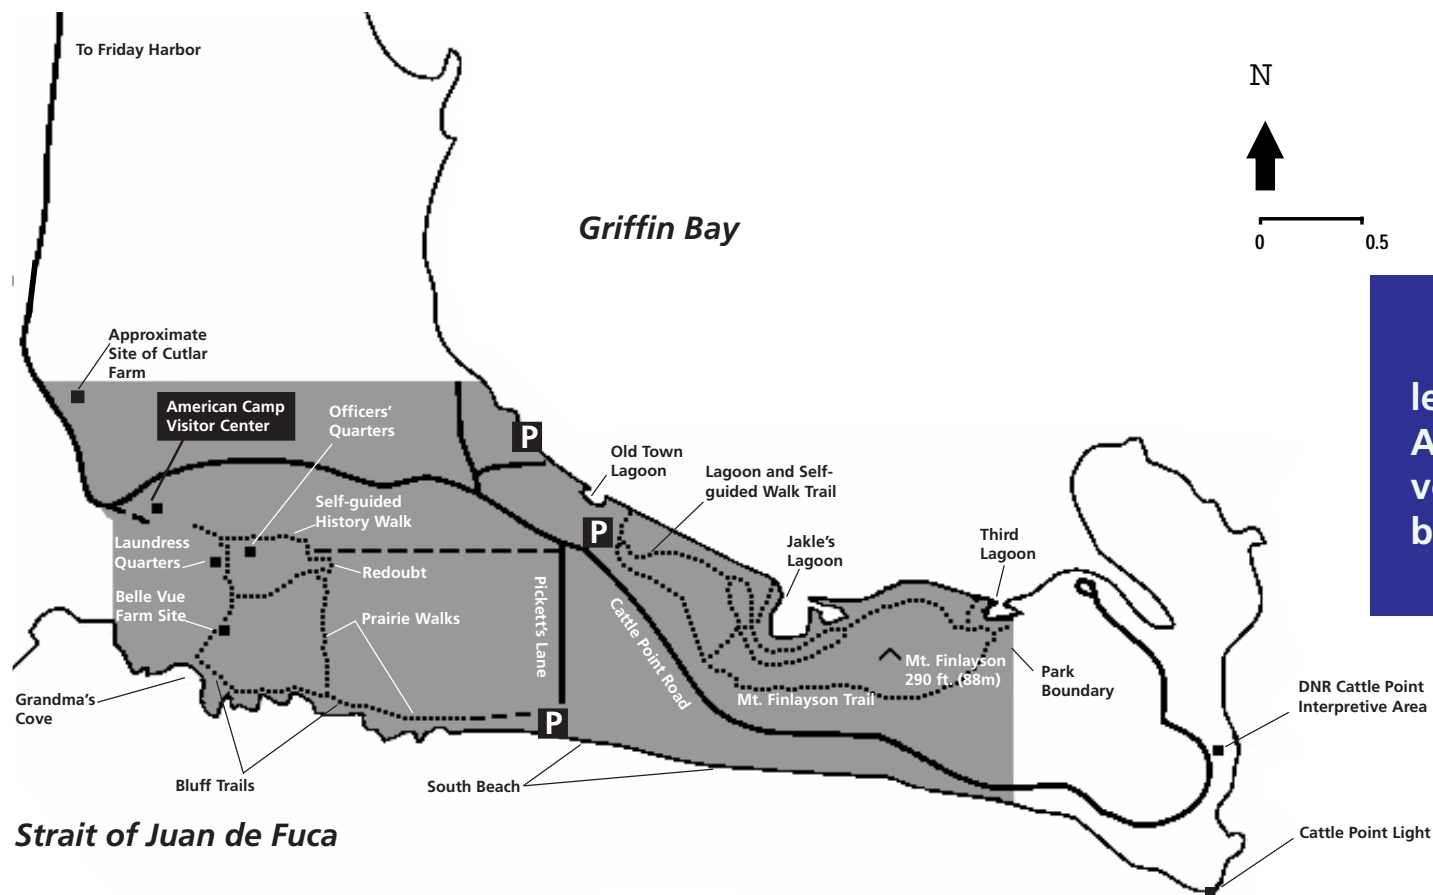 To Friday Harbor
N
Griffin Bay
0 0.5
Approximate
Site of Cutlar
Farm
American Camp
Visitor Center
Officers’
Quarters
P
Old Town
Lagoon
Lagoon and Self-
guided Walk Trail
Self-guided
History Walk
P
Jakle’s
Lagoon
Third
Lagoon
Laundress
Quarters
Redoubt
Belle Vue
Farm Site
Prairie Walks
Pickett’s Lane
Cattle Point Road
Mt. Finlayson
290 ft. (88m)
Mt. Finlayson Trail
Park
Boundary
Grandma’s
Cove
P
DNR Cattle Point
Interpretive Area
Bluff Trails
South Beach
Strait of Juan de Fuca
Cattle Point Light
le
A
b